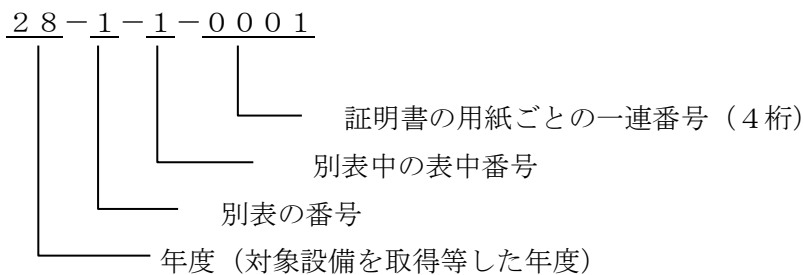 ２８－１－１－０００１
証明書の用紙ごとの一連番号（４桁）
別表中の表中番号
別表の番号
年度（対象設備を取得等した年度）